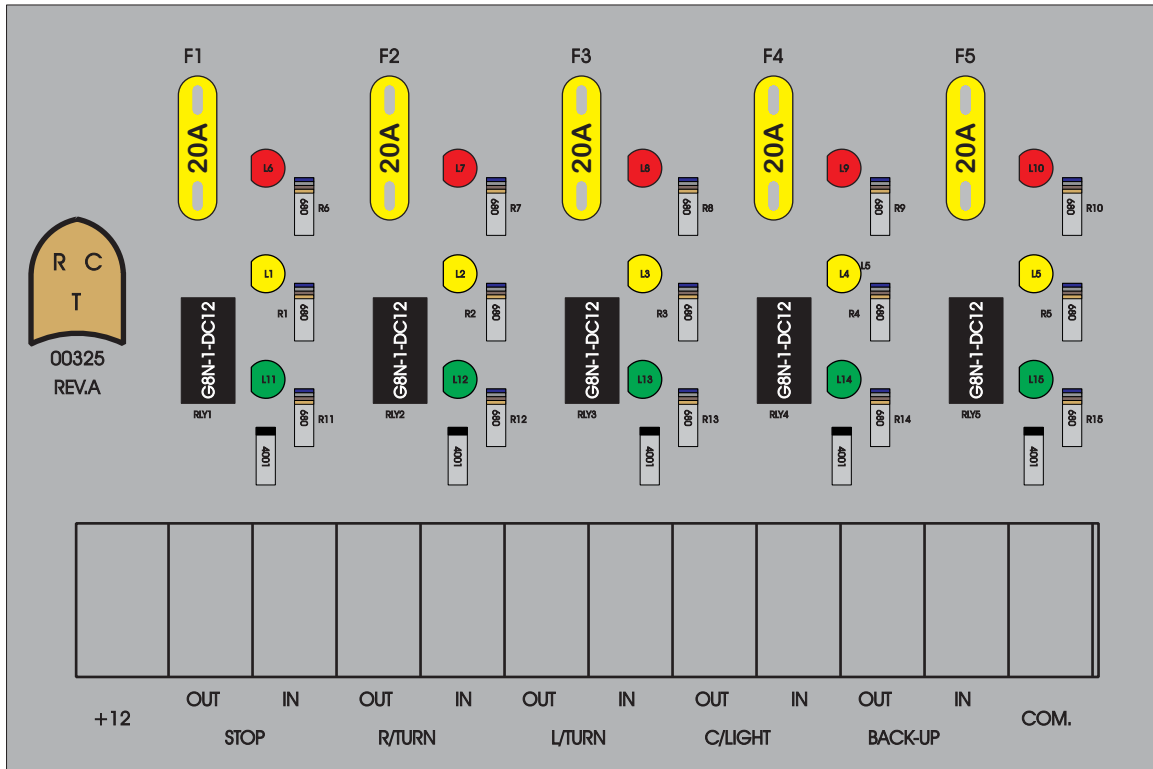 F1 F2 F3 F4 F5
20A 20A 20A 20A 20A
L6 L7 L8 L9 L10
680 R6 680 R7 680 R8 680 R9 680 R10
R C
T
00325
REV.A
L1 L2 L3 L4 L5 L5
R1 680 R2 680 R3 680 R4 680 R5 680
G8N-1-DC12 G8N-1-DC12 G8N-1-DC12 G8N-1-DC12 G8N-1-DC12
L11 L12 L13 L14 L15
RLY1 RLY2 RLY3 RLY4 RLY5
680 R11 680 R12 680 R13 680 R14 680 R15
4001 4001 4001 4001 4001
OUT IN OUT IN OUT IN OUT IN OUT IN
+12 COM.
STOP R/TURN L/TURN C/LIGHT BACK-UP